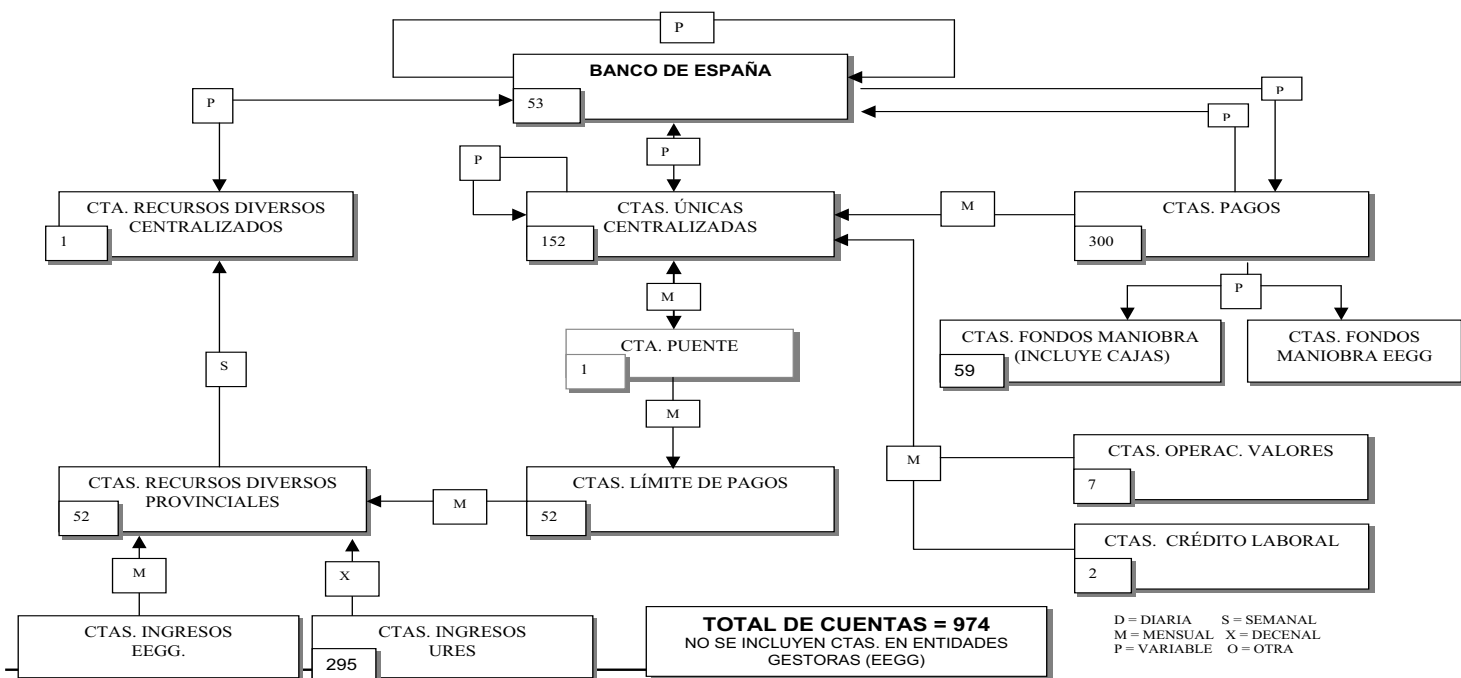 P
BANCO DE ESPAÑA
53
P
P
P
P
P
CTA. RECURSOS DIVERSOS
CENTRALIZADOS
1
CTAS. ÚNICAS
CENTRALIZADAS
152
M
CTAS. PAGOS
300
M
P
CTA. PUENTE
1
CTAS. FONDOS MANIOBRA
(INCLUYE CAJAS)
59
CTAS. FONDOS
MANIOBRA EEGG
S
M
M
CTAS. RECURSOS DIVERSOS
PROVINCIALES
52
M
CTAS. LÍMITE DE PAGOS
52
CTAS. OPERAC. VALORES
7
CTAS. CRÉDITO LABORAL
2
M
X
CTAS. INGRESOS
EEGG.
CTAS. INGRESOS
URES
295
TOTAL DE CUENTAS = 974
NO SE INCLUYEN CTAS. EN ENTIDADES
GESTORAS (EEGG)
D = DIARIA S = SEMANAL
M = MENSUAL X = DECENAL
P = VARIABLE O = OTRA